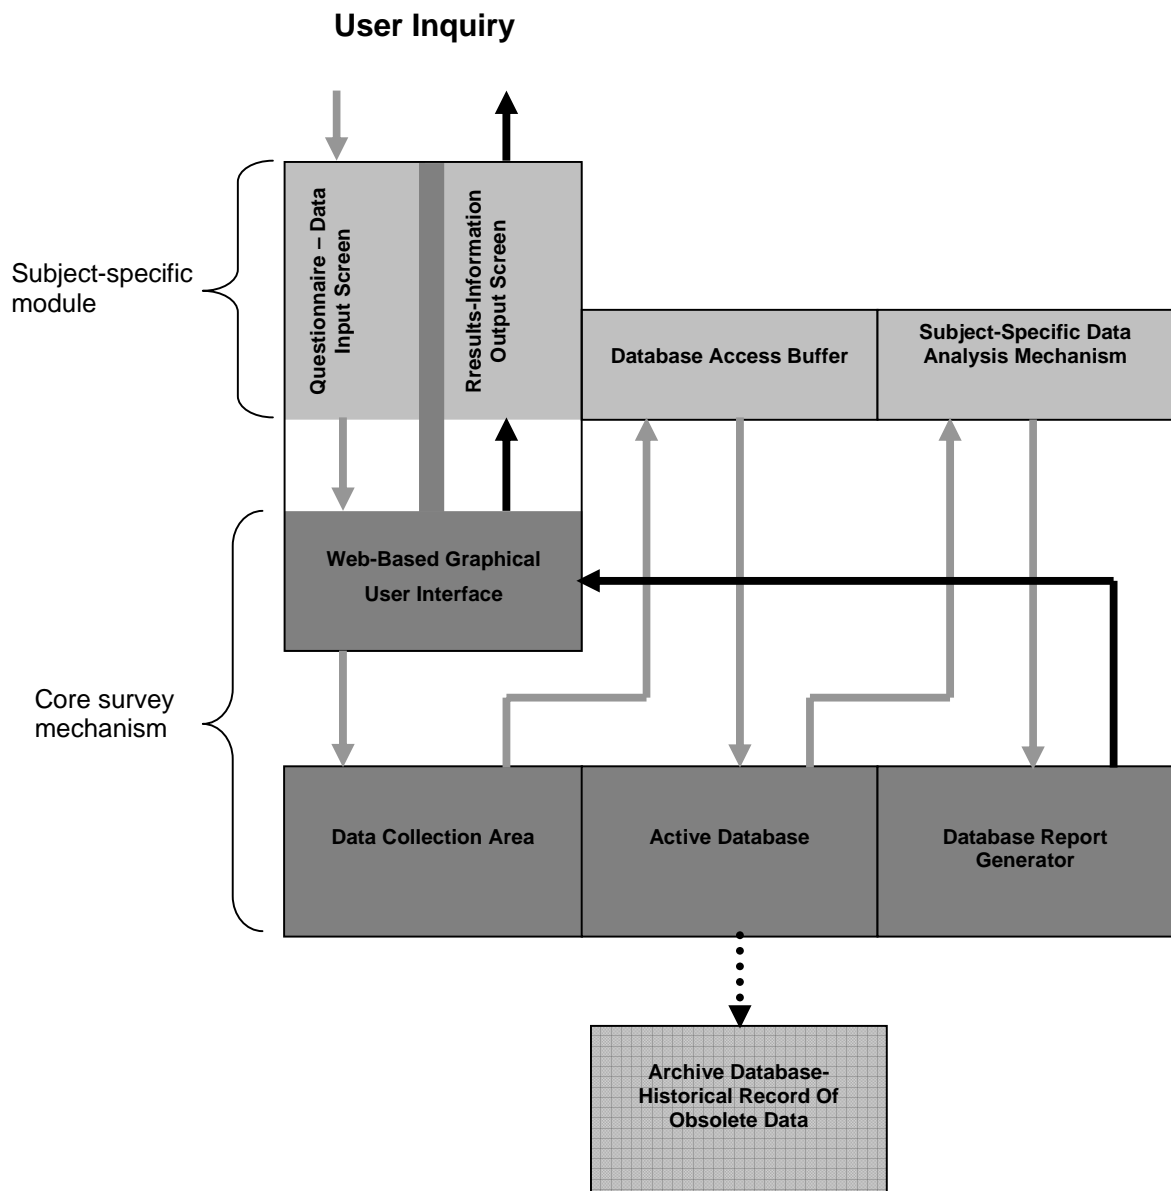 User Inquiry
Subject-specific
module
Questionnaire – Data
Input Screen
Rresults-Information
Output Screen
Database Access Buffer
Subject-Specific Data
Analysis Mechanism
Web-Based Graphical
User Interface
Core survey
mechanism
Data Collection Area
Active Database
Database Report
Generator
Archive Database-
Historical Record Of
Obsolete Data